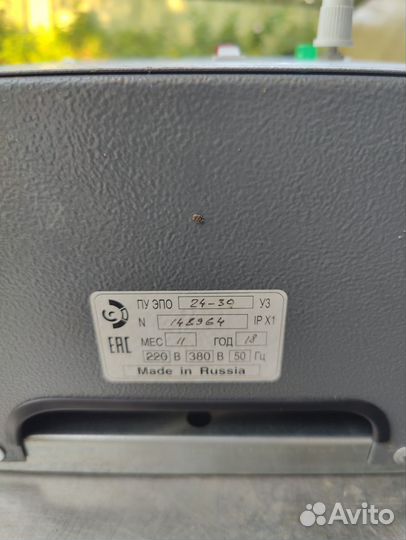 ПУ ЭПО 24-30 УЗ
N 148964 IP X1
ЕАС МЕС 11 ГОД 18
220 В 380 В 50 Гц
Made in Russia
Avito